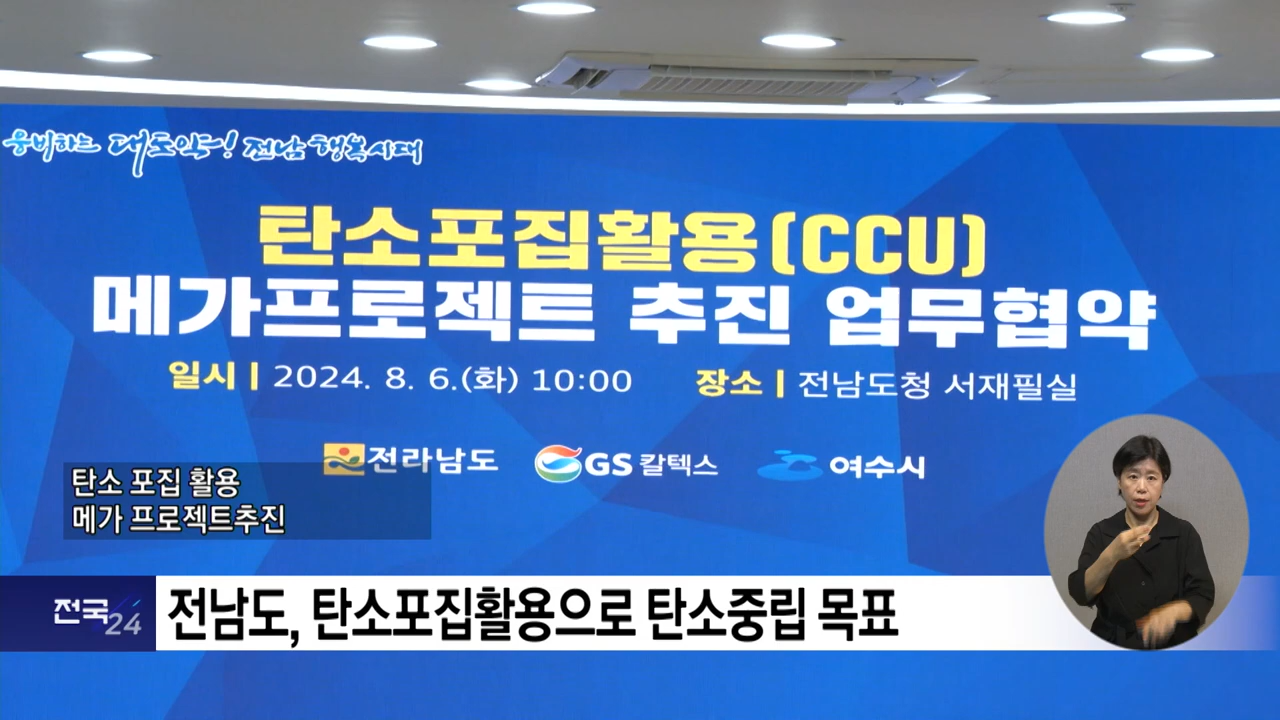 웅비하는 대도약! 전남 행복시대
탄소포집활용(CCU)
메가프로젝트 추진 업무협약
일시 | 2024. 8. 6.(화) 10:00 장소 | 전남도청 서재필실
전라남도 GS 칼텍스 여수시
탄소 포집 활용
메가 프로젝트추진
전국24
전남도, 탄소포집활용으로 탄소중립 목표